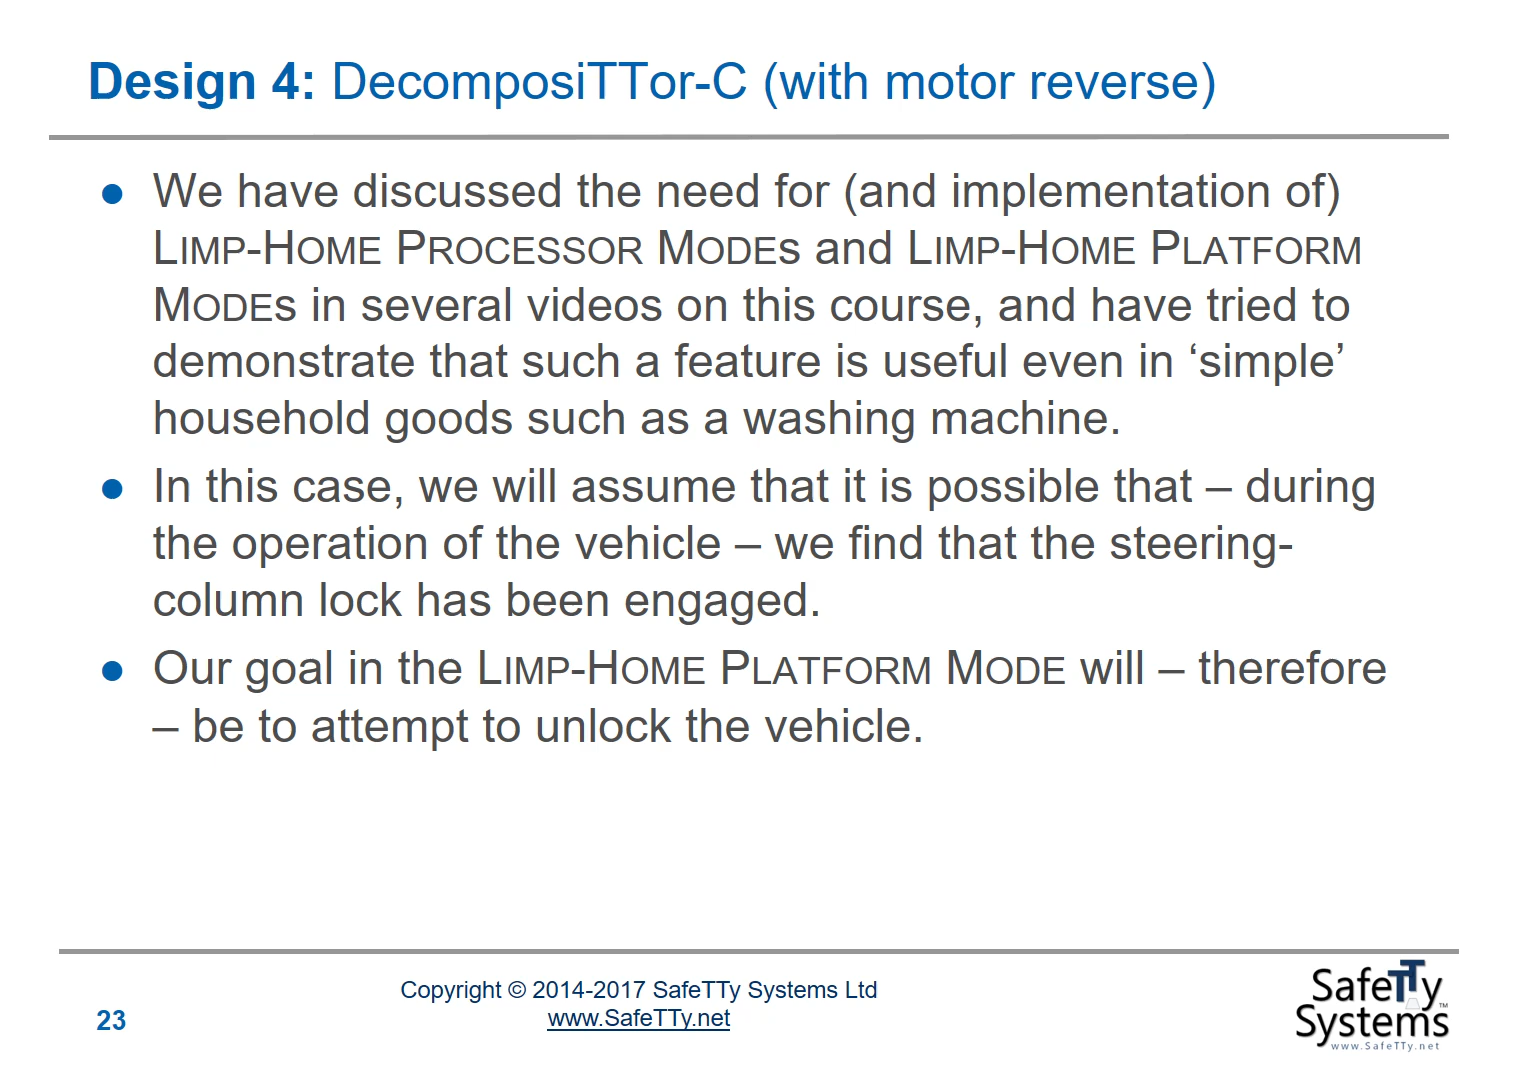 Design 4: DecomposiTTor-C (with motor reverse)
● We have discussed the need for (and implementation of)
LIMP-HOME PROCESSOR MODEs and LIMP-HOME PLATFORM
MODEs in several videos on this course, and have tried to
demonstrate that such a feature is useful even in ‘simple’
household goods such as a washing machine.
● In this case, we will assume that it is possible that – during
the operation of the vehicle – we find that the steering-
column lock has been engaged.
● Our goal in the LIMP-HOME PLATFORM MODE will – therefore
– be to attempt to unlock the vehicle.
Copyright © 2014-2017 SafeTTy Systems Ltd
www.SafeTTy.net
23
SafeTTy
Systems™
www.SafeTTy.net